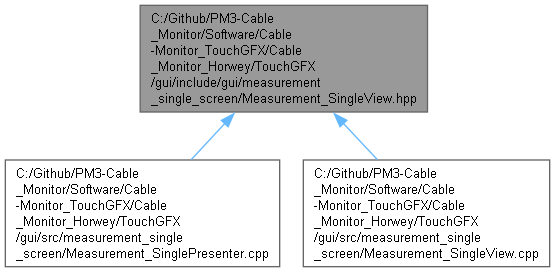 C:/Github/PM3-Cable
_Monitor/Software/Cable
-Monitor_TouchGFX/Cable
_Monitor_Horwey/TouchGFX
/gui/include/gui/measurement
_single_screen/Measurement_SingleView.hpp
C:/Github/PM3-Cable
_Monitor/Software/Cable
-Monitor_TouchGFX/Cable
_Monitor_Horwey/TouchGFX
/gui/src/measurement_single
_screen/Measurement_SinglePresenter.cpp
C:/Github/PM3-Cable
_Monitor/Software/Cable
-Monitor_TouchGFX/Cable
_Monitor_Horwey/TouchGFX
/gui/src/measurement_single
_screen/Measurement_SingleView.cpp